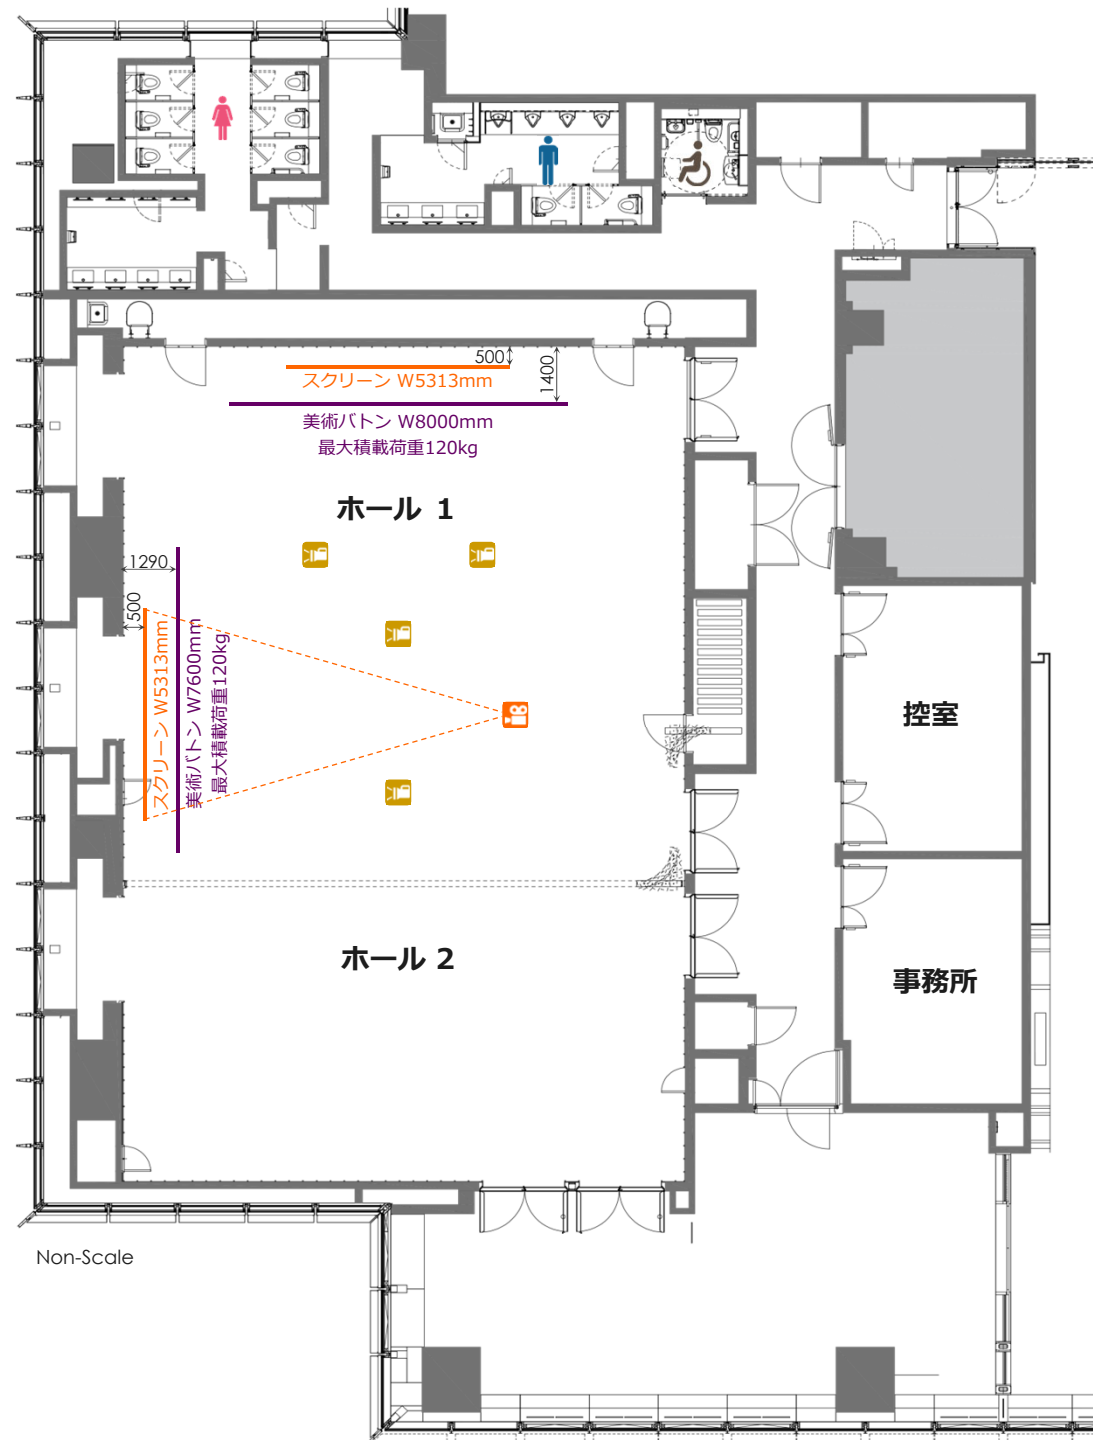 500
1400
スクリーン W5313mm
美術バトン W8000mm
最大積載荷重120kg
ホール 1
1290
500
スクリーン W5313mm
美術バトン W7600mm
最大積載荷重120kg
控室
ホール 2
事務所
Non-Scale